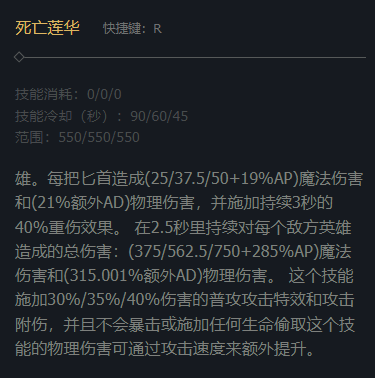 死亡莲华 快捷键：R
技能消耗：0/0/0
技能冷却（秒）：90/60/45
范围：550/550/550
雄。每把匕首造成(25/37.5/50+19%AP)魔法伤害
和(21%额外AD)物理伤害，并施加持续3秒的
40%重伤效果。 在2.5秒里持续对每个敌方英雄
造成的总伤害：(375/562.5/750+285%AP)魔法
伤害和(315.001%额外AD)物理伤害。 这个技能
施加30%/35%/40%伤害的普攻攻击特效和攻击
附伤，并且不会暴击或施加任何生命偷取这个技
能的物理伤害可通过攻击速度来额外提升。